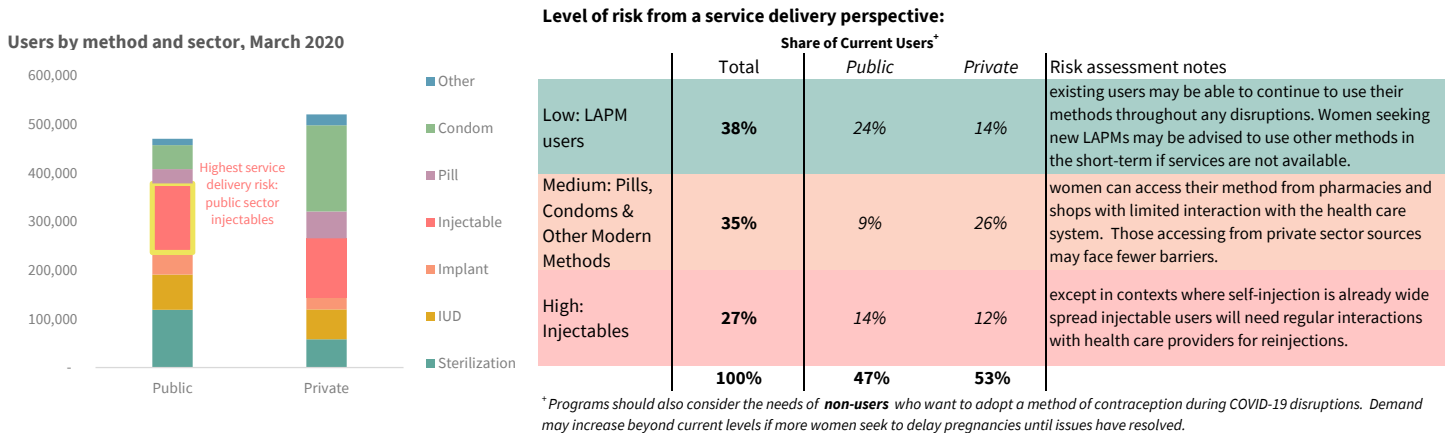 Users by method and sector, March 2020
600,000
500,000
400,000
300,000
200,000
100,000
-
Public
Private
Highest service
delivery risk:
public sector
injectables
Other
Condom
Pill
Injectable
Implant
IUD
Sterilization
Level of risk from a service delivery perspective:
Share of Current Users+
Total Public Private Risk assessment notes
Low: LAPM
users
38% 24% 14%
existing users may be able to continue to use their
methods throughout any disruptions. Women seeking
new LAPMs may be advised to use other methods in
the short-term if services are not available.
Medium: Pills,
Condoms &
Other Modern
Methods
35% 9% 26%
women can access their method from pharmacies and
shops with limited interaction with the health care
system. Those accessing from private sector sources
may face fewer barriers.
High:
Injectables
27% 14% 12%
except in contexts where self-injection is already wide
spread injectable users will need regular interactions
with health care providers for reinjections.
100% 47% 53%
+Programs should also consider the needs of non-users who want to adopt a method of contraception during COVID-19 disruptions. Demand
may increase beyond current levels if more women seek to delay pregnancies until issues have resolved.